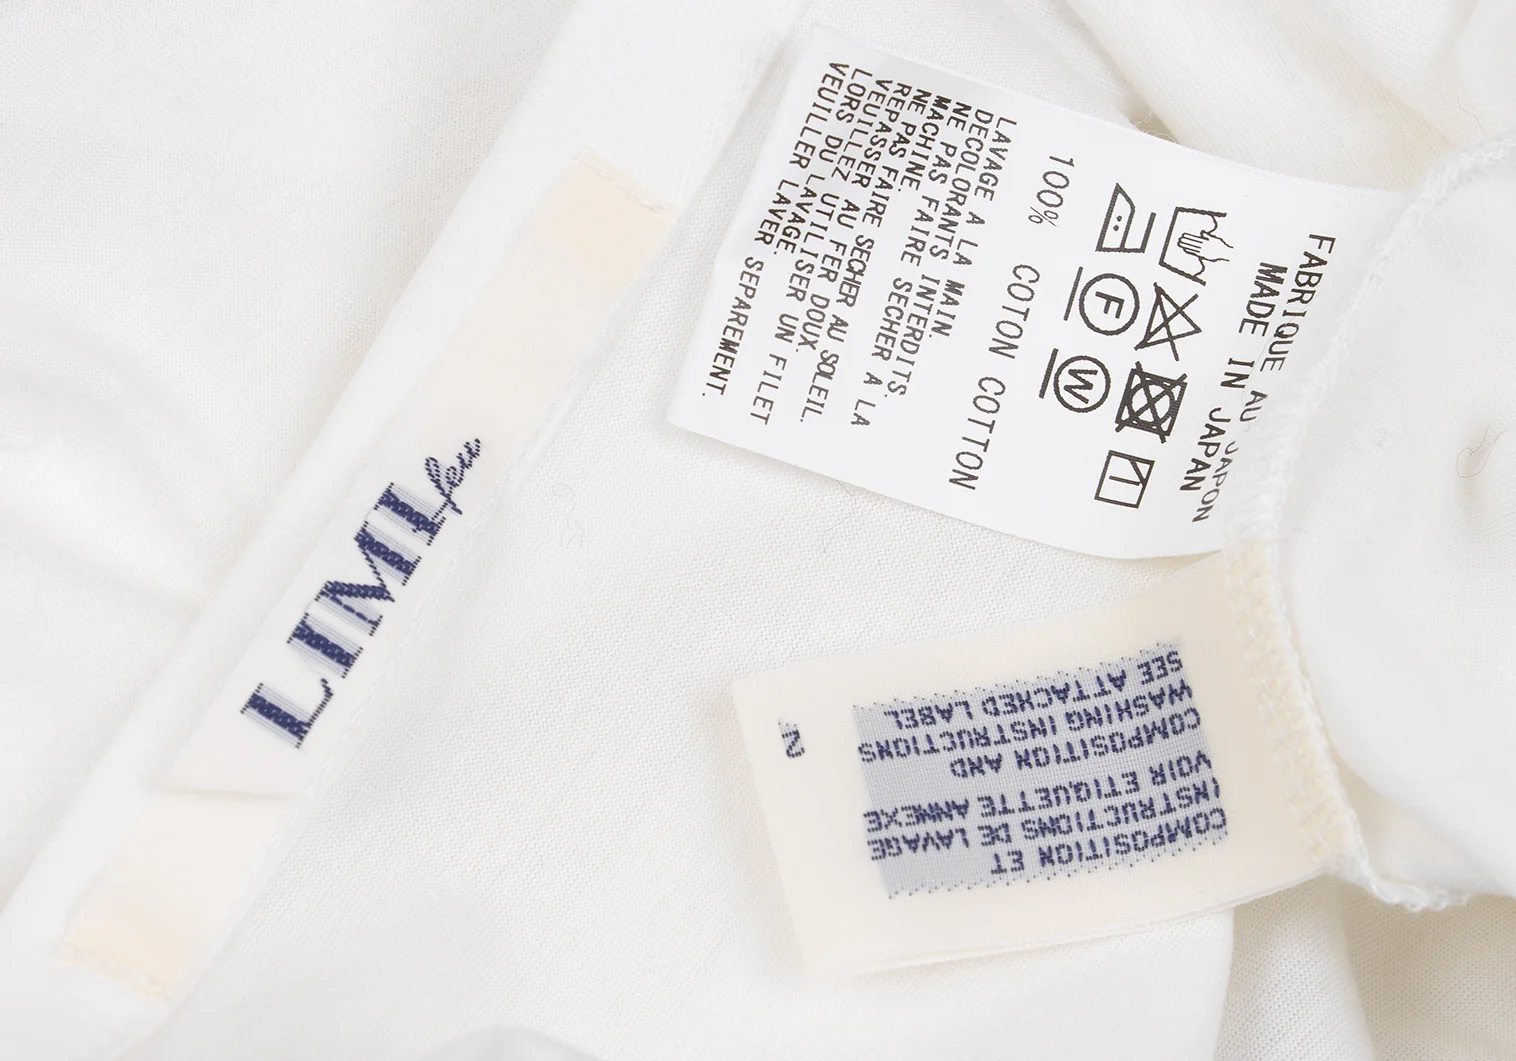 LIMI feu
FABRIQUE AU JAPON
MADE IN JAPAN
F W
100% COTON COTTON
LAVAGE A LA MAIN.
DECOLORANTS INTERDITS.
NE PAS FAIRE SECHER A LA
MACHINE.
NE PAS FAIRE SECHER AU SOLEIL.
REPASSER AU FER DOUX.
VEUILLEZ UTILISER UN FILET
LORS DU LAVAGE.
VEUILLER LAVER SEPAREMENT.
COMPOSITION ET
INSTRUCTIONS DE LAVAGE
VOIR ETIQUETTE ANNEXE
COMPOSITION AND
WASHING INSTRUCTIONS
SEE ATTACHED LABEL